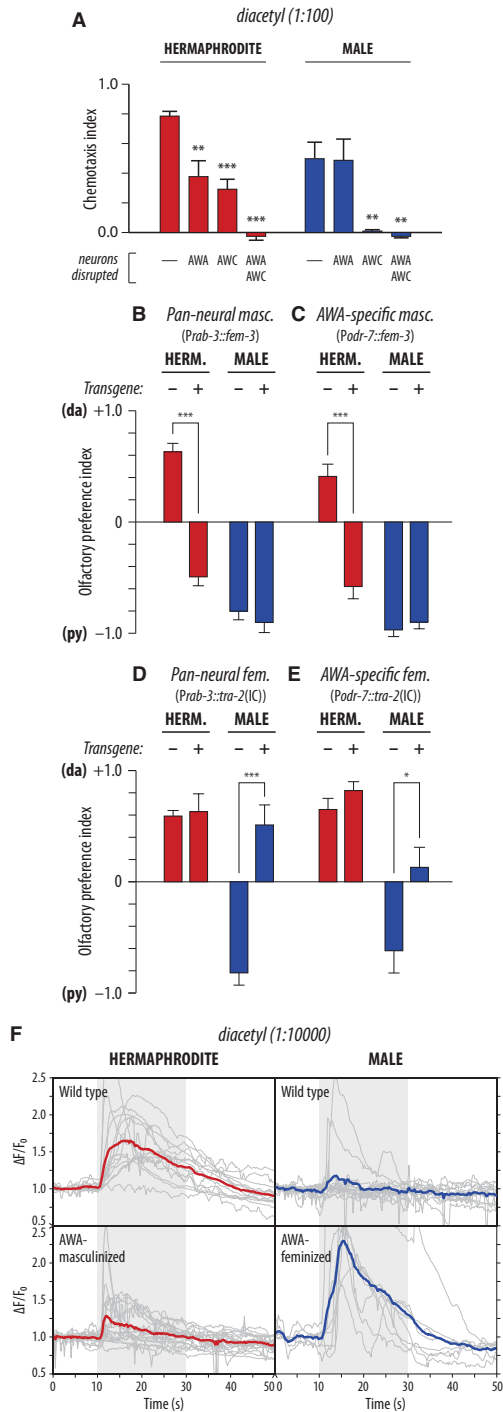 A
diacetyl (1:100)
HERMAPHRODITE MALE
1.0
Chemotaxis index
** *** *** ** **
0.0
neurons disrupted
— AWA AWC AWA AWC — AWA AWC AWA AWC
B Pan-neural masc. C AWA-specific masc.
(Prab-3::fem-3) (Podr-7::fem-3)
HERM. MALE HERM. MALE
Transgene: – + – + – + – +
(da) +1.0
*** ***
Olfactory preference index
0
(py) −1.0
D Pan-neural fem. E AWA-specific fem.
(Prab-3::tra-2(IC)) (Podr-7::tra-2(IC))
HERM. MALE HERM. MALE
Transgene: – + – + – + – +
(da) +1.0
*** *
Olfactory preference index
0
(py) −1.0
F
diacetyl (1:10000)
HERMAPHRODITE MALE
2.5
Wild type Wild type
2.0
ΔF/F0
1.5
1.0
0.5
2.5
AWA-masculinized AWA-feminized
2.0
ΔF/F0
1.5
1.0
0.5
0 10 20 30 40 50 0 10 20 30 40 50
Time (s) Time (s)